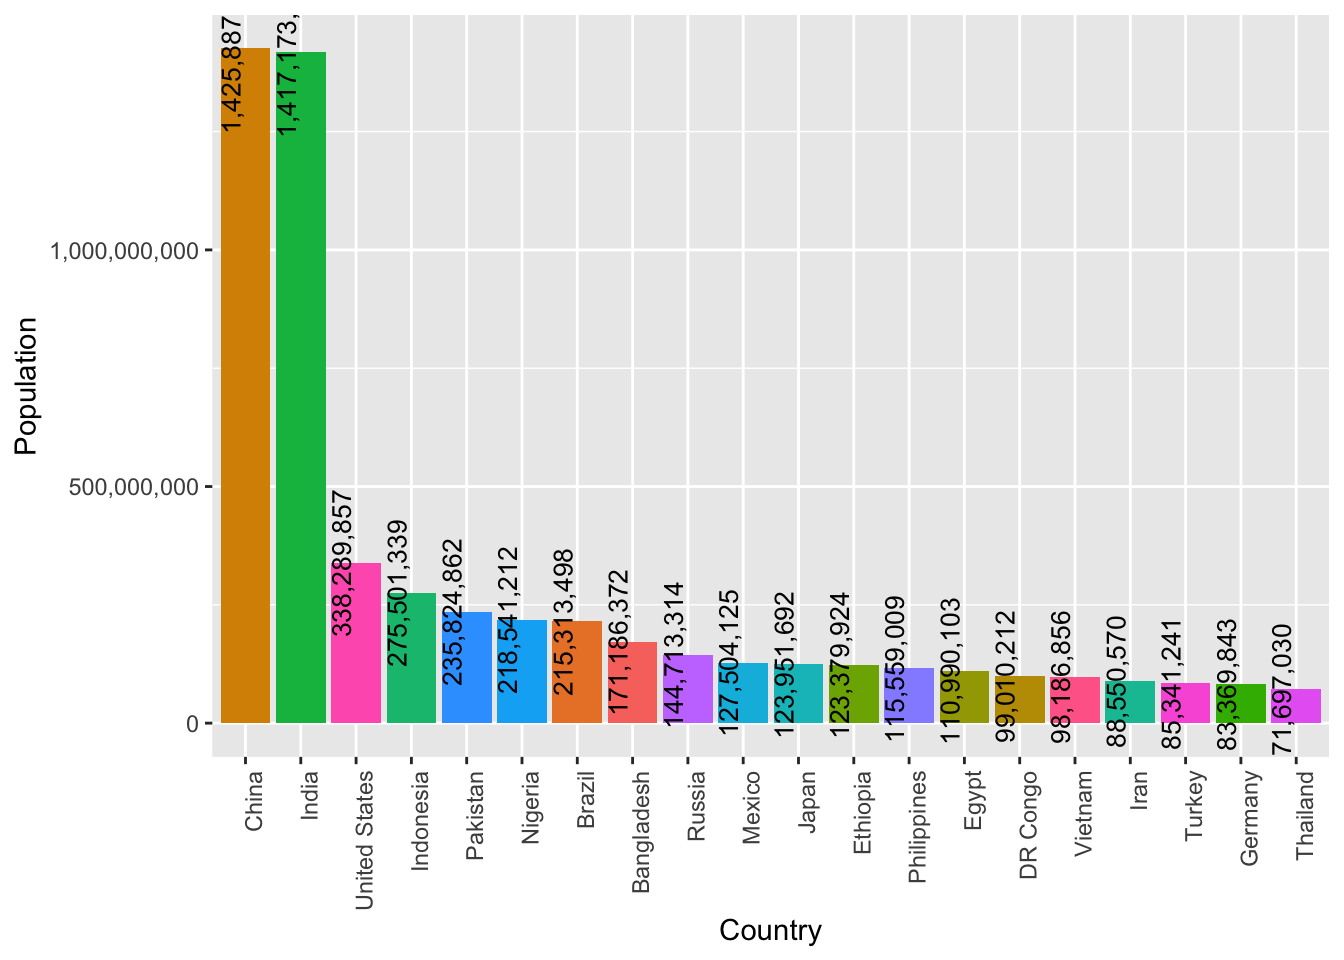 1,425,887
1,417,173,
338,289,857
275,501,339
235,824,862
218,541,212
215,313,498
171,186,372
144,713,314
127,504,125
123,951,692
123,379,924
115,559,009
110,990,103
99,010,212
98,186,856
88,550,570
85,341,241
83,369,843
71,697,030
1,000,000,000
500,000,000
0
Population
China
India
United States
Indonesia
Pakistan
Nigeria
Brazil
Bangladesh
Russia
Mexico
Japan
Ethiopia
Philippines
Egypt
DR Congo
Vietnam
Iran
Turkey
Germany
Thailand
Country